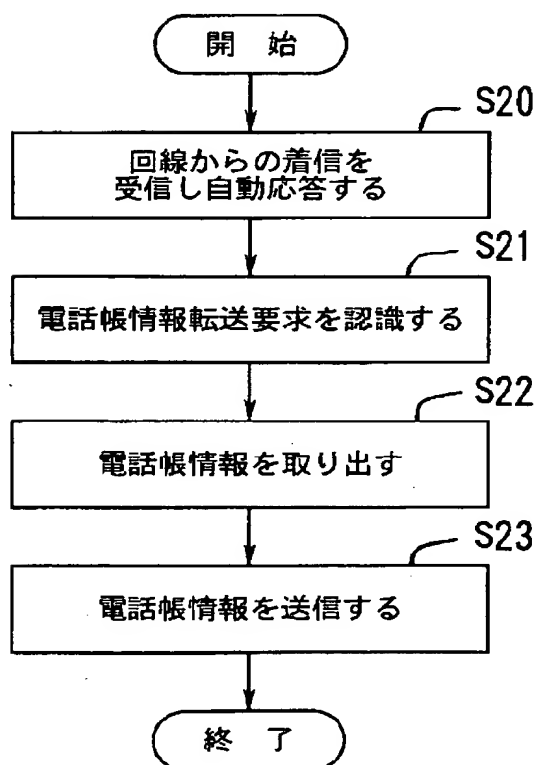 開 始
S20
回線からの着信を
受信し自動応答する
S21
電話帳情報転送要求を認識する
S22
電話帳情報を取り出す
S23
電話帳情報を送信する
終 了